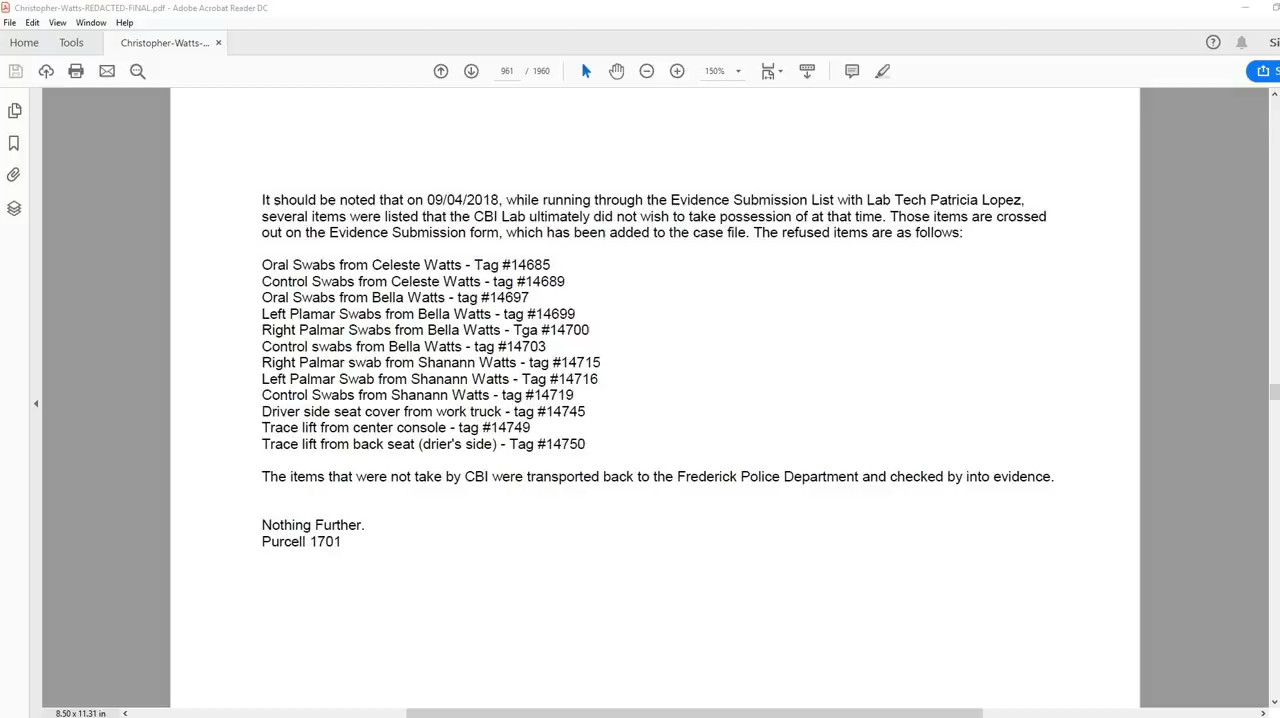 Christopher-Watts-REDACTED-FINAL.pdf - Adobe Acrobat Reader DC
File Edit View Window Help
Home Tools Christopher-Watts-... ×
961 / 1960 150%
It should be noted that on 09/04/2018, while running through the Evidence Submission List with Lab Tech Patricia Lopez,
several items were listed that the CBI Lab ultimately did not wish to take possession of at that time. Those items are crossed
out on the Evidence Submission form, which has been added to the case file. The refused items are as follows:
Oral Swabs from Celeste Watts - Tag #14685
Control Swabs from Celeste Watts - tag #14689
Oral Swabs from Bella Watts - tag #14697
Left Plamar Swabs from Bella Watts - tag #14699
Right Palmar Swabs from Bella Watts - Tga #14700
Control swabs from Bella Watts - tag #14703
Right Palmar swab from Shanann Watts - tag #14715
Left Palmar Swab from Shanann Watts - Tag #14716
Control Swabs from Shanann Watts - tag #14719
Driver side seat cover from work truck - tag #14745
Trace lift from center console - tag #14749
Trace lift from back seat (drier's side) - Tag #14750
The items that were not take by CBI were transported back to the Frederick Police Department and checked by into evidence.
Nothing Further.
Purcell 1701
8.50 x 11.31 in